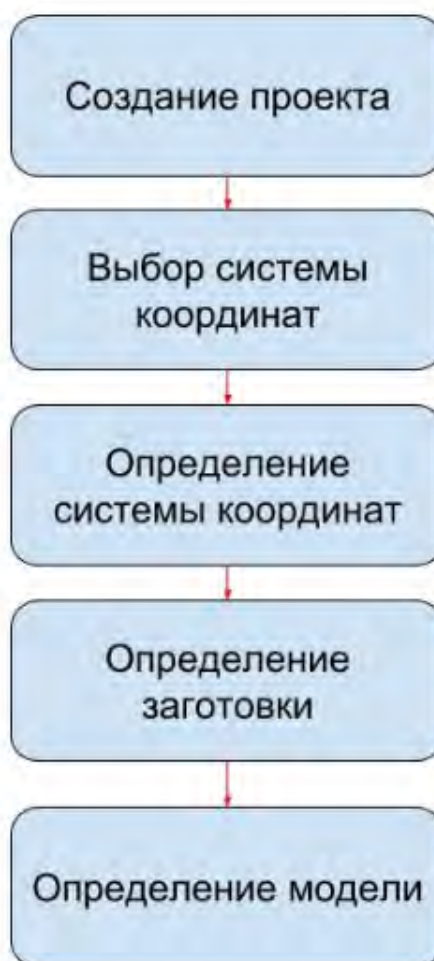 Создание проекта
Выбор системы
координат
Определение
системы координат
Определение
заготовки
Определение модели